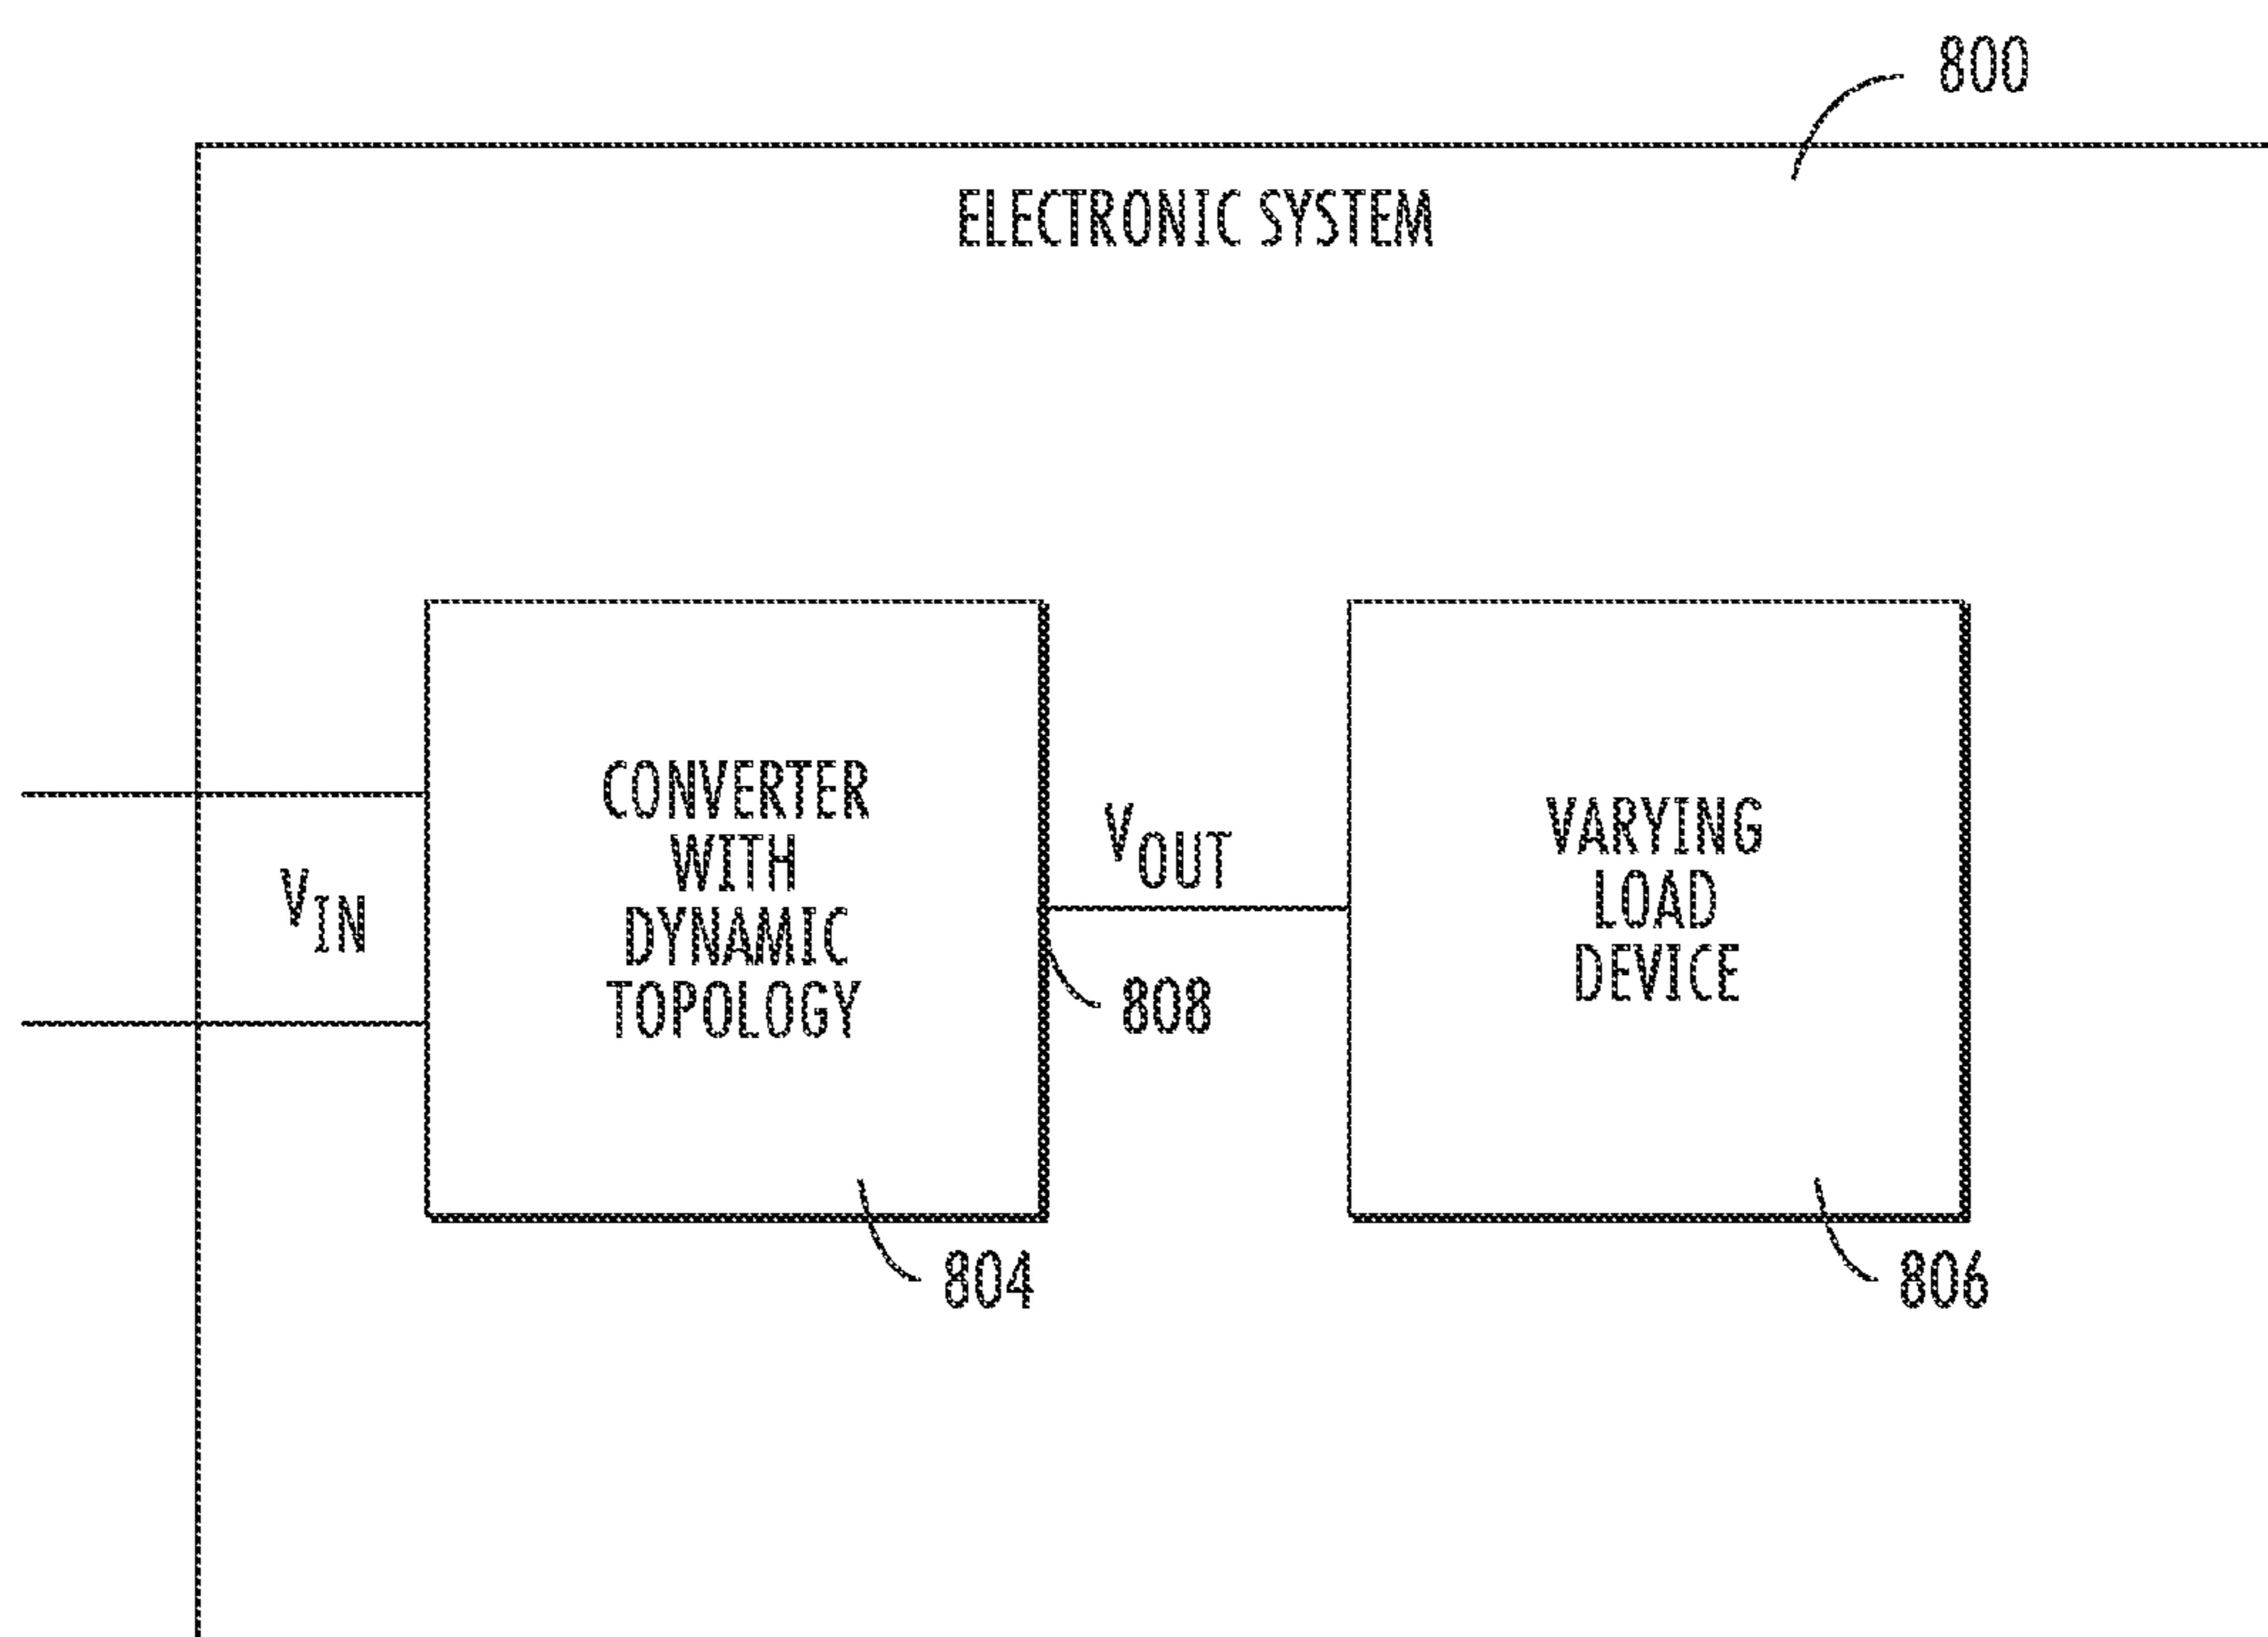 800
ELECTRONIC SYSTEM
CONVERTER
WITH
DYNAMIC
TOPOLOGY
VIN
VOUT
808
VARYING
LOAD
DEVICE
804
806